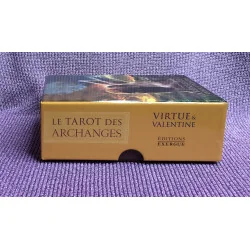 LE TAROT DES
ARCHANGES
VIRTUE &
VALENTINE
EDITIONS
EXERGUE